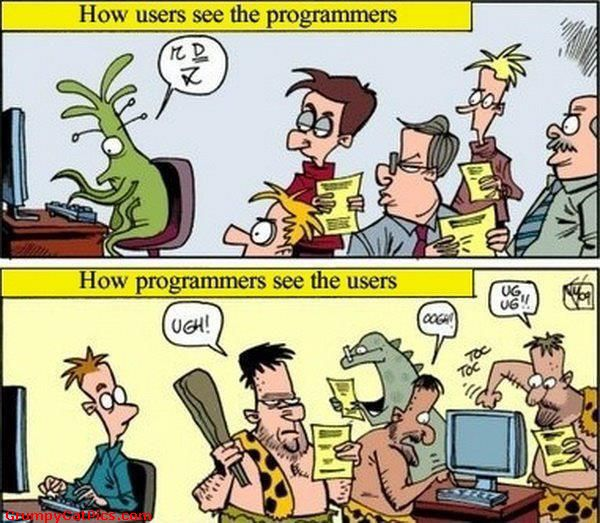 How users see the programmers
How programmers see the users
UGH!
OOGH!
UG
UG!!
TOC
TOC
GrumpyCatPics.com